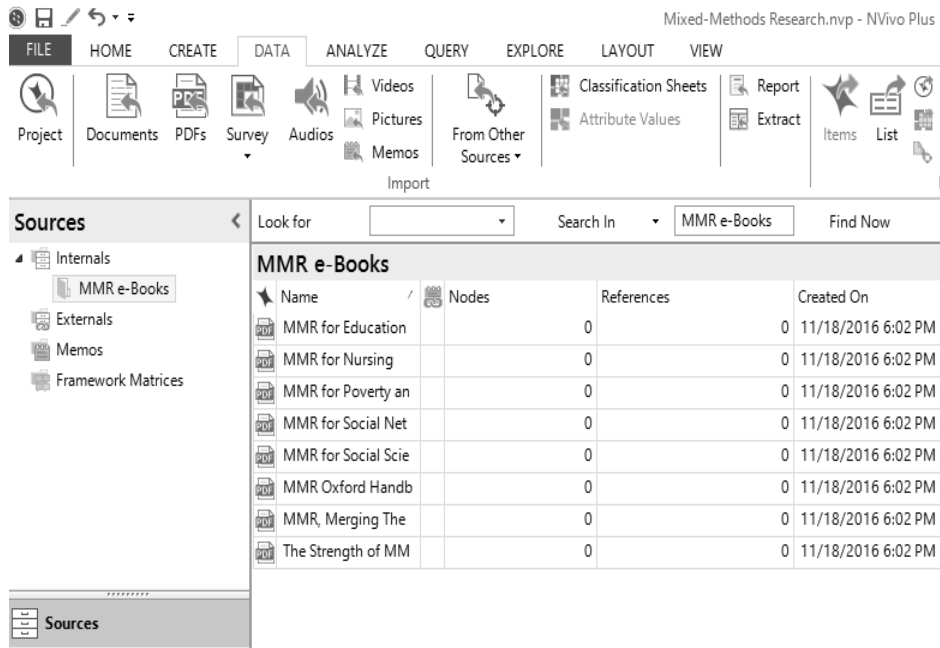 Mixed-Methods Research.nvp - NVivo Plus
FILE HOME CREATE DATA ANALYZE QUERY EXPLORE LAYOUT VIEW
Project Documents PDFs Survey Audios Videos Pictures Memos From Other Sources Classification Sheets Attribute Values Report Extract Items List
Import
Sources Look for Search In MMR e-Books Find Now
Internals MMR e-Books
MMR e-Books Name Nodes References Created On
Externals MMR for Education 0 0 11/18/2016 6:02 PM
Memos MMR for Nursing 0 0 11/18/2016 6:02 PM
Framework Matrices MMR for Poverty an 0 0 11/18/2016 6:02 PM
MMR for Social Net 0 0 11/18/2016 6:02 PM
MMR for Social Scie 0 0 11/18/2016 6:02 PM
MMR Oxford Handb 0 0 11/18/2016 6:02 PM
MMR, Merging The 0 0 11/18/2016 6:02 PM
The Strength of MM 0 0 11/18/2016 6:02 PM
Sources